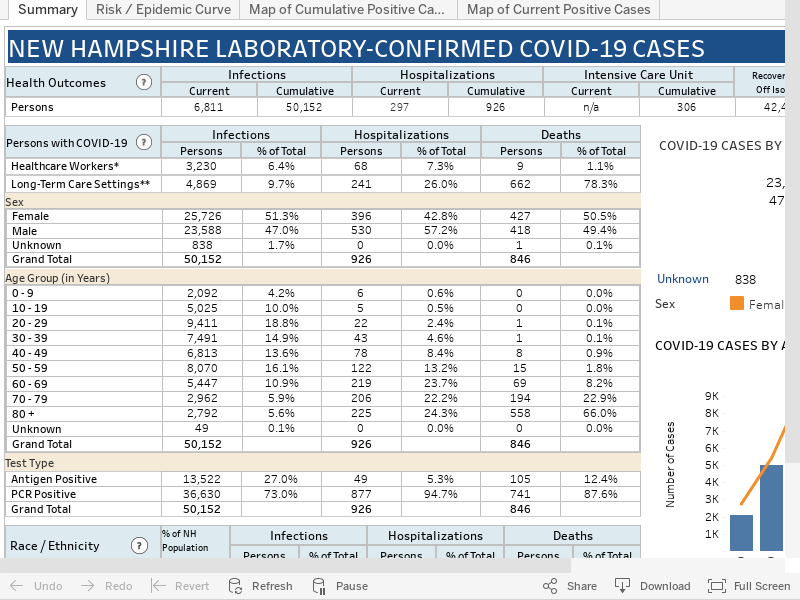 Summary Risk / Epidemic Curve Map of Cumulative Positive Ca... Map of Current Positive Cases
NEW HAMPSHIRE LABORATORY-CONFIRMED COVID-19 CASES
Health Outcomes ? Infections Hospitalizations Intensive Care Unit Recover
Current Cumulative Current Cumulative Current Cumulative Off Iso
Persons 6,811 50,152 297 926 n/a 306 42,4
Persons with COVID-19 ? Infections Hospitalizations Deaths
Persons % of Total Persons % of Total Persons % of Total
Healthcare Workers* 3,230 6.4% 68 7.3% 9 1.1%
Long-Term Care Settings** 4,869 9.7% 241 26.0% 662 78.3%
Sex
Female 25,726 51.3% 396 42.8% 427 50.5%
Male 23,588 47.0% 530 57.2% 418 49.4%
Unknown 838 1.7% 0 0.0% 1 0.1%
Grand Total 50,152 926 846
Age Group (in Years)
0 - 9 2,092 4.2% 6 0.6% 0 0.0%
10 - 19 5,025 10.0% 5 0.5% 0 0.0%
20 - 29 9,411 18.8% 22 2.4% 1 0.1%
30 - 39 7,491 14.9% 43 4.6% 1 0.1%
40 - 49 6,813 13.6% 78 8.4% 8 0.9%
50 - 59 8,070 16.1% 122 13.2% 15 1.8%
60 - 69 5,447 10.9% 219 23.7% 69 8.2%
70 - 79 2,962 5.9% 206 22.2% 194 22.9%
80 + 2,792 5.6% 225 24.3% 558 66.0%
Unknown 49 0.1% 0 0.0% 0 0.0%
Grand Total 50,152 926 846
Test Type
Antigen Positive 13,522 27.0% 49 5.3% 105 12.4%
PCR Positive 36,630 73.0% 877 94.7% 741 87.6%
Grand Total 50,152 926 846
Race / Ethnicity ? % of NH Population Infections Hospitalizations Deaths
Persons % of Total Persons % of Total Persons % of Total
COVID-19 CASES BY
23,
47
Unknown 838
Sex Femal
COVID-19 CASES BY A
Number of Cases
9K
8K
7K
6K
5K
4K
3K
2K
1K
Undo Redo Revert Refresh Pause Share Download Full Screen